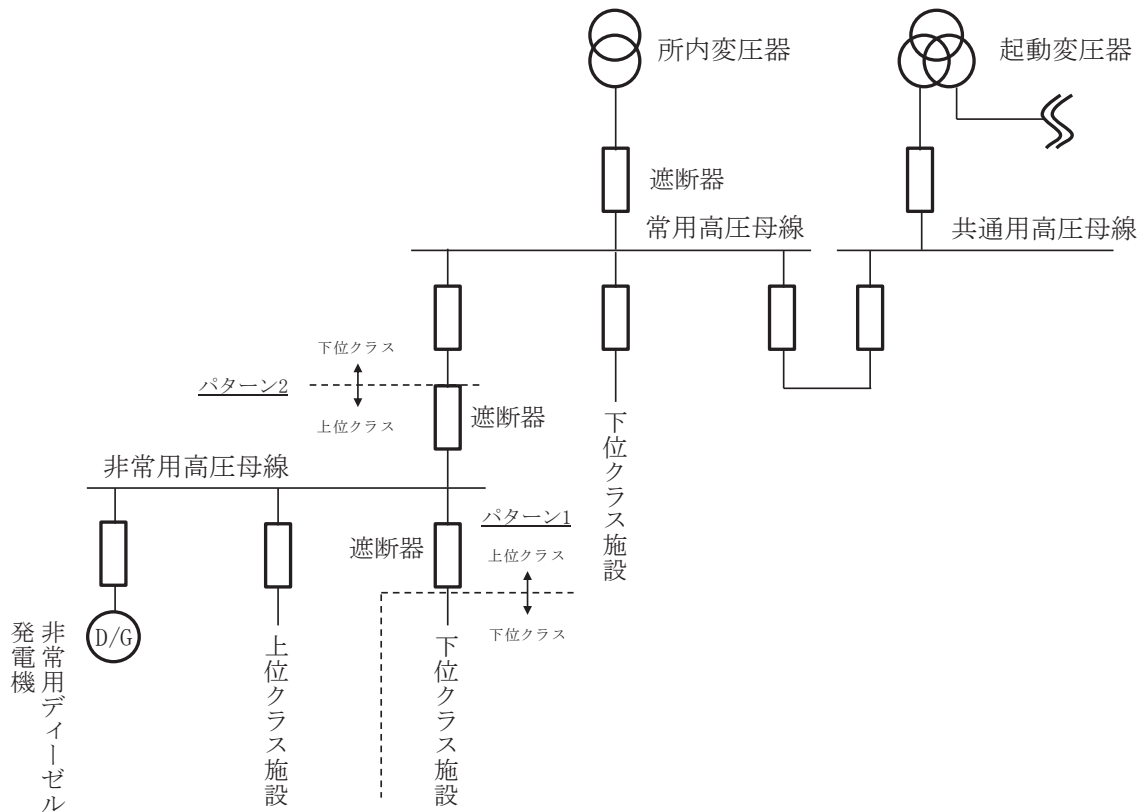 所内変圧器
起動変圧器
遮断器
常用高圧母線
共通用高圧母線
下位クラス
パターン2
上位クラス
遮断器
下位クラス施設
非常用高圧母線
パターン1
遮断器
上位クラス
下位クラス
D/G
非常用ディーゼル
発電機
上位クラス施設
下位クラス施設